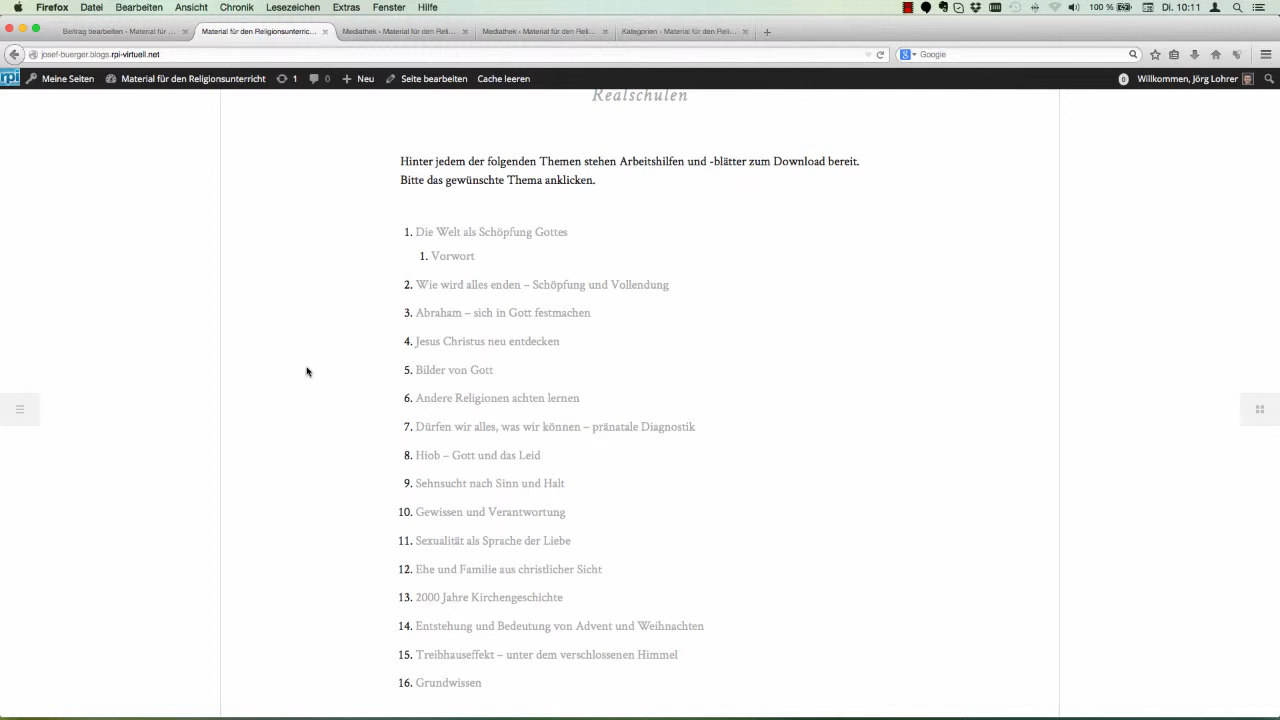 Firefox Datei Bearbeiten Ansicht Chronik Lesezeichen Extras Fenster Hilfe 100 % Di. 10:11
Beitrag bearbeiten ‹ Material für ... Material für den Religionsunterric... Mediathek ‹ Material für den Reli... Mediathek ‹ Material für den Reli... Kategorien ‹ Material für den Reli...
josef-buerger.blogs.rpi-virtuell.net Google
rpi Meine Seiten Material für den Religionsunterricht 1 0 Neu Seite bearbeiten Cache leeren 0 Willkommen, Jörg Lohrer
Realschulen
Hinter jedem der folgenden Themen stehen Arbeitshilfen und -blätter zum Download bereit.
Bitte das gewünschte Thema anklicken.
1. Die Welt als Schöpfung Gottes
1. Vorwort
2. Wie wird alles enden – Schöpfung und Vollendung
3. Abraham – sich in Gott festmachen
4. Jesus Christus neu entdecken
5. Bilder von Gott
6. Andere Religionen achten lernen
7. Dürfen wir alles, was wir können – pränatale Diagnostik
8. Hiob – Gott und das Leid
9. Sehnsucht nach Sinn und Halt
10. Gewissen und Verantwortung
11. Sexualität als Sprache der Liebe
12. Ehe und Familie aus christlicher Sicht
13. 2000 Jahre Kirchengeschichte
14. Entstehung und Bedeutung von Advent und Weihnachten
15. Treibhauseffekt – unter dem verschlossenen Himmel
16. Grundwissen